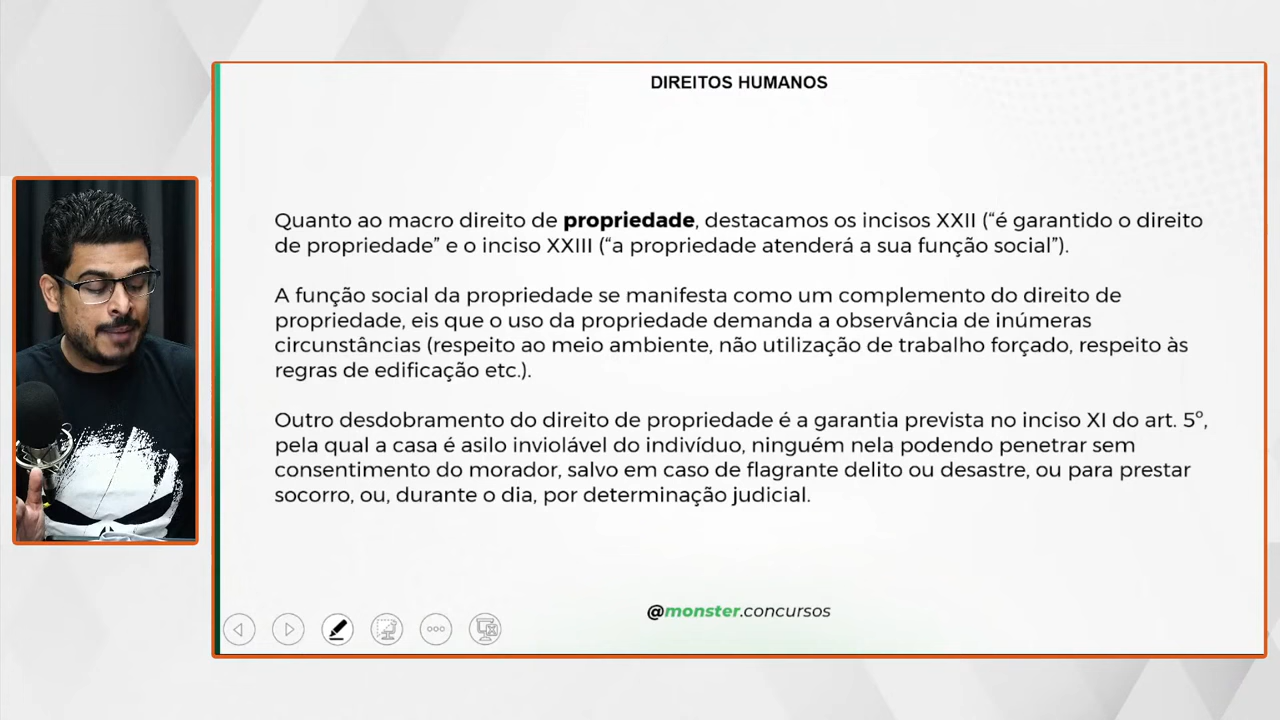 DIREITOS HUMANOS
Quanto ao macro direito de propriedade, destacamos os incisos XXII (“é garantido o direito
de propriedade” e o inciso XXIII (“a propriedade atenderá a sua função social”).
A função social da propriedade se manifesta como um complemento do direito de
propriedade, eis que o uso da propriedade demanda a observância de inúmeras
circunstâncias (respeito ao meio ambiente, não utilização de trabalho forçado, respeito às
regras de edificação etc.).
Outro desdobramento do direito de propriedade é a garantia prevista no inciso XI do art. 5º,
pela qual a casa é asilo inviolável do indivíduo, ninguém nela podendo penetrar sem
consentimento do morador, salvo em caso de flagrante delito ou desastre, ou para prestar
socorro, ou, durante o dia, por determinação judicial.
@monster.concursos